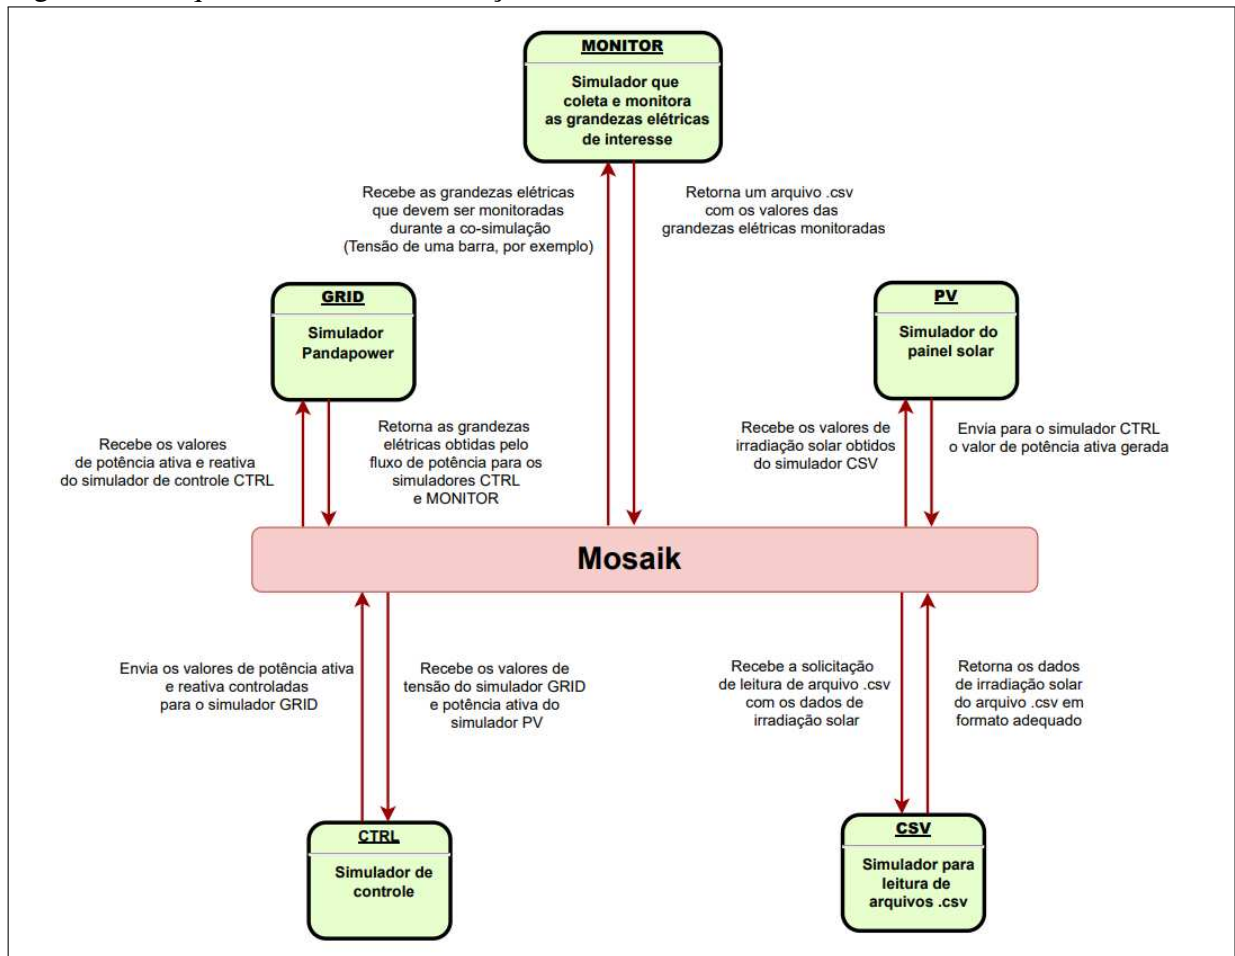 MONITOR
Simulador que
coleta e monitora
as grandezas elétricas
de interesse
Recebe as grandezas elétricas
que devem ser monitoradas
durante a co-simulação
(Tensão de uma barra, por exemplo)
Retorna um arquivo .csv
com os valores das
grandezas elétricas monitoradas
GRID
Simulador
Pandapower
PV
Simulador do
painel solar
Recebe os valores
de potência ativa e reativa
do simulador de controle CTRL
Retorna as grandezas
elétricas obtidas pelo
fluxo de potência para os
simuladores CTRL
e MONITOR
Recebe os valores de
irradiação solar obtidos
do simulador CSV
Envia para o simulador CTRL
o valor de potência ativa gerada
Mosaik
Envia os valores de potência ativa
e reativa controladas
para o simulador GRID
Recebe os valores de
tensão do simulador GRID
e potência ativa do
simulador PV
Recebe a solicitação
de leitura de arquivo .csv
com os dados de
irradiação solar
Retorna os dados
de irradiação solar
do arquivo .csv em
formato adequado
CTRL
Simulador de
controle
CSV
Simulador para
leitura de
arquivos .csv